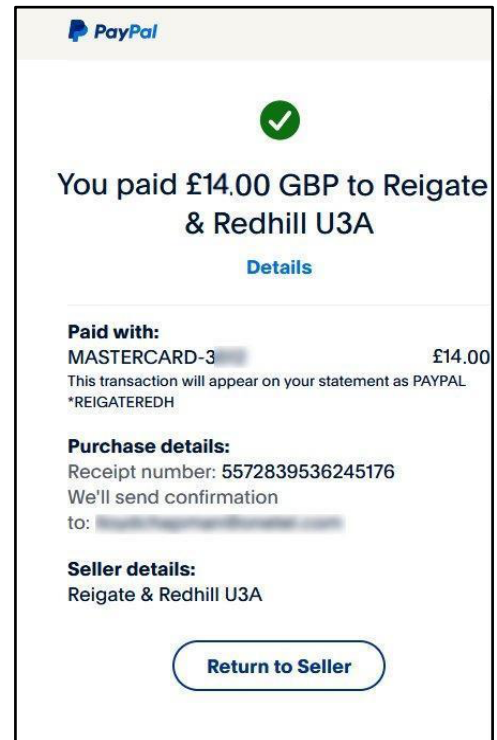 PayPal
You paid £14.00 GBP to Reigate
& Redhill U3A
Details
Paid with:
MASTERCARD-3 £14.00
This transaction will appear on your statement as PAYPAL
*REIGATEREDH
Purchase details:
Receipt number: 5572839536245176
We'll send confirmation
to:
Seller details:
Reigate & Redhill U3A
Return to Seller